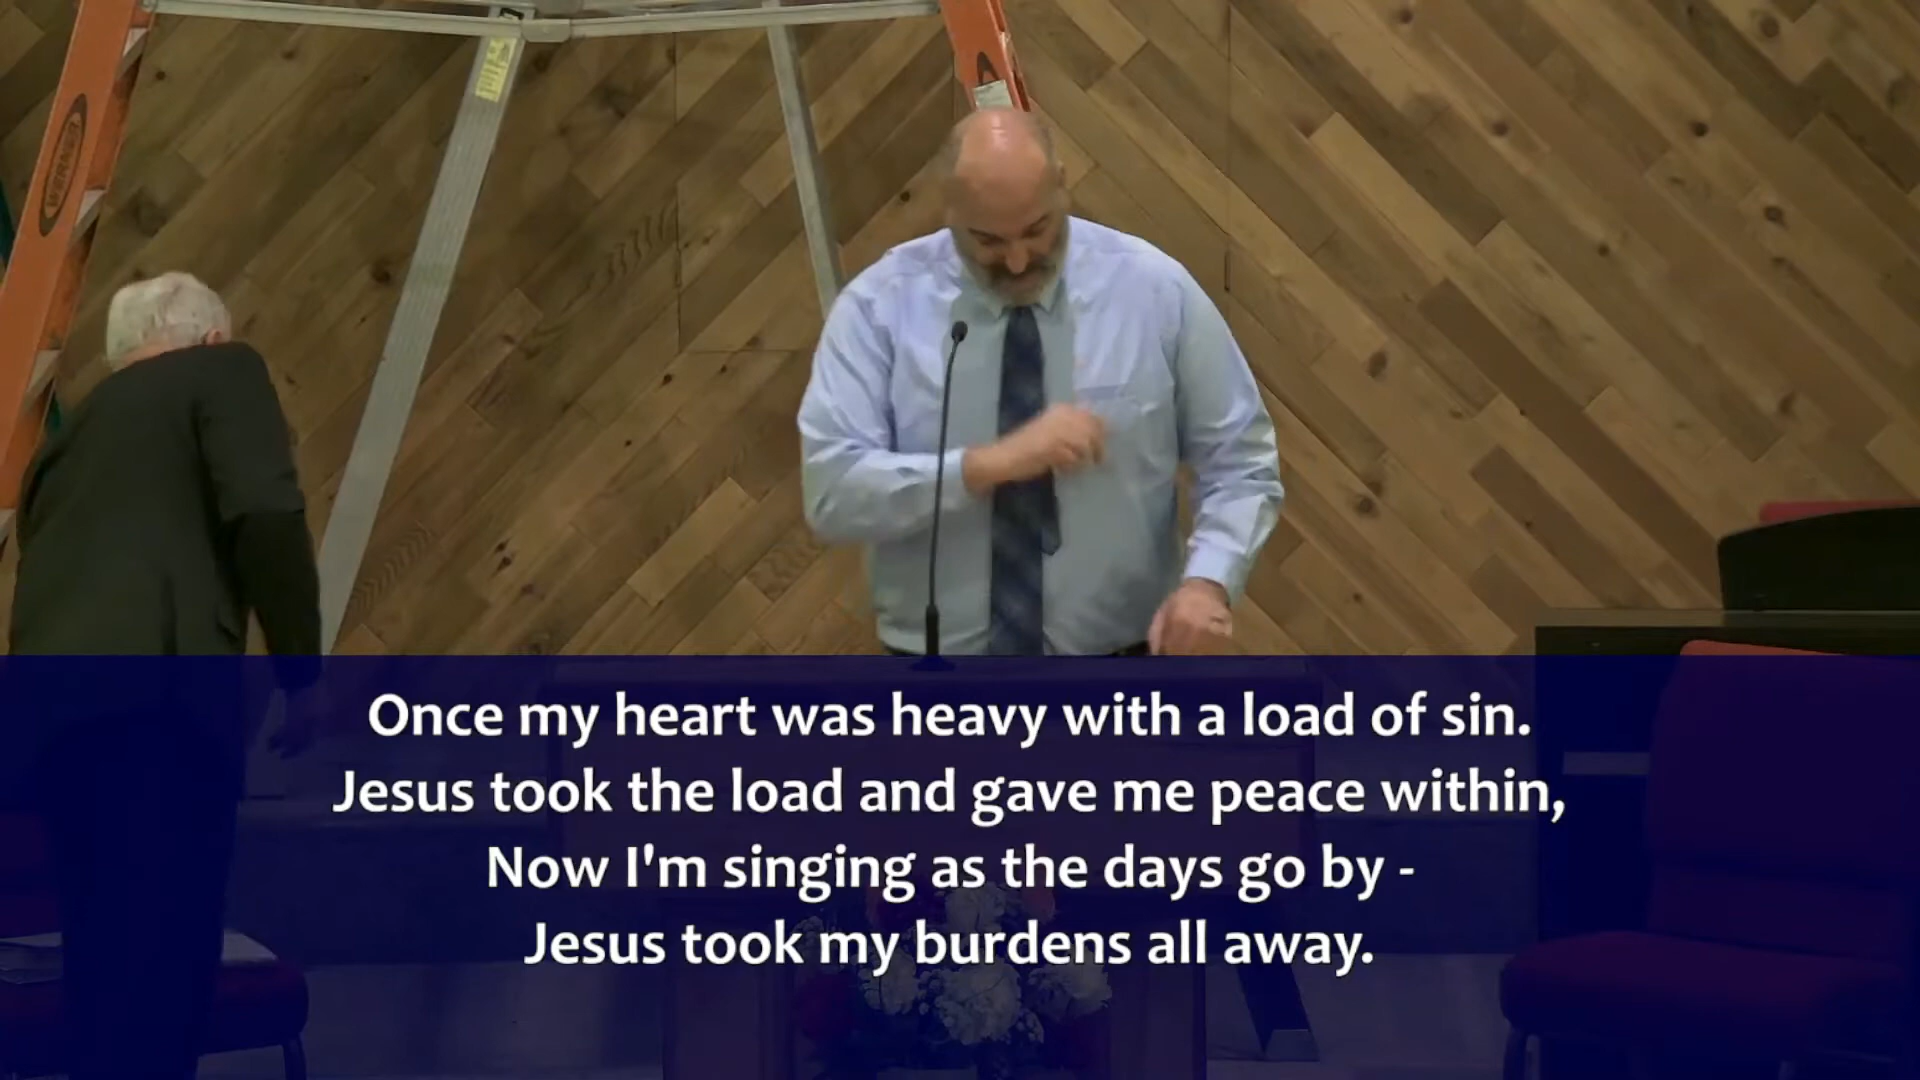 WERNER
Once my heart was heavy with a load of sin.
Jesus took the load and gave me peace within,
Now I'm singing as the days go by -
Jesus took my burdens all away.